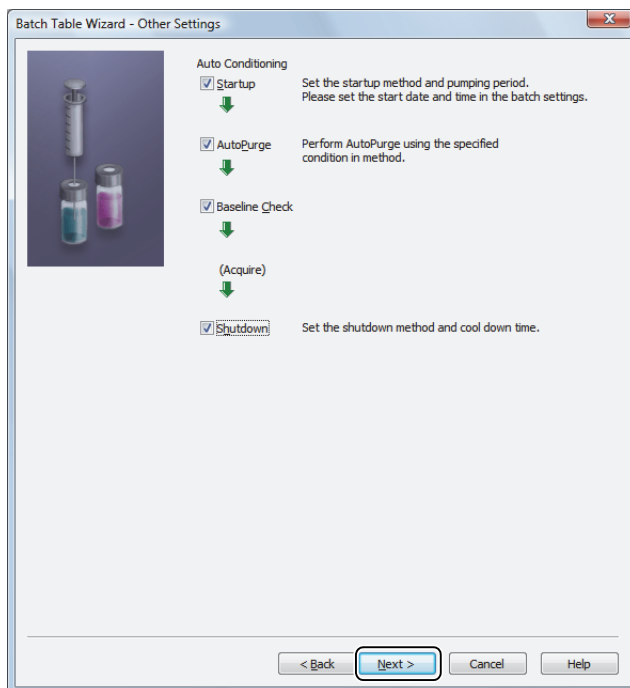 Batch Table Wizard - Other Settings
Auto Conditioning
Startup
Set the startup method and pumping period.
Please set the start date and time in the batch settings.
AutoPurge
Perform AutoPurge using the specified
condition in method.
Baseline Check
(Acquire)
Shutdown
Set the shutdown method and cool down time.
< Back
Next >
Cancel
Help